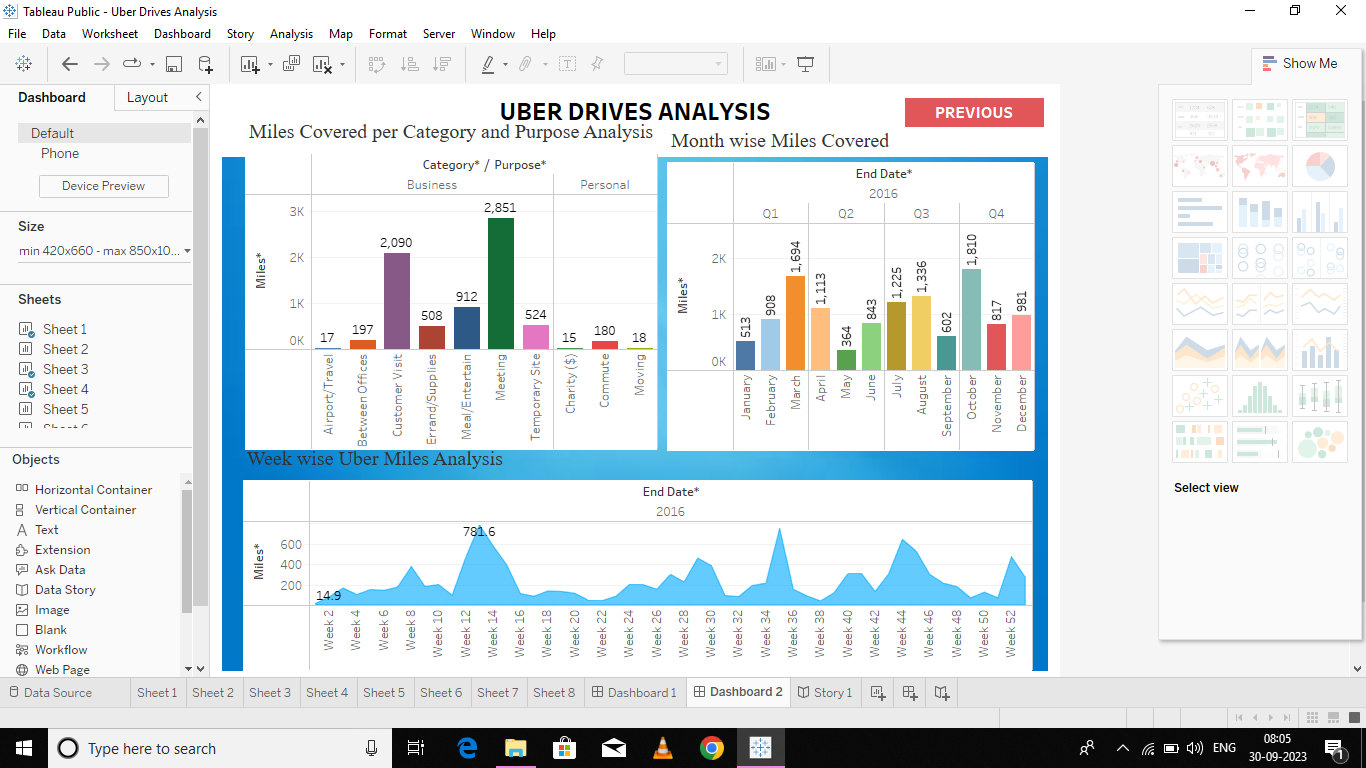 Tableau Public - Uber Drives Analysis
File Data Worksheet Dashboard Story Analysis Map Format Server Window Help
Show Me
Dashboard Layout
Default
Phone
Device Preview
Size
min 420x660 - max 850x10...
Sheets
Sheet 1
Sheet 2
Sheet 3
Sheet 4
Sheet 5
Objects
Horizontal Container
Vertical Container
Text
Extension
Ask Data
Data Story
Image
Blank
Workflow
Web Page
UBER DRIVES ANALYSIS
PREVIOUS
Miles Covered per Category and Purpose Analysis
Category* / Purpose*
Business Personal
Miles*
3K
2K
1K
0K
17 197 2,090 508 912 2,851 524 15 180 18
Airport/Travel
Between Offices
Customer Visit
Errand/Supplies
Meal/Entertain
Meeting
Temporary Site
Charity ($)
Commute
Moving
Month wise Miles Covered
End Date*
2016
Q1 Q2 Q3 Q4
Miles*
2K
1K
0K
513 908 1,694 1,113 364 843 1,225 1,336 602 1,810 817 981
January
February
March
April
May
June
July
August
September
October
November
December
Week wise Uber Miles Analysis
End Date*
2016
Miles*
600
400
200
14.9
781.6
Week 2
Week 4
Week 6
Week 8
Week 10
Week 12
Week 14
Week 16
Week 18
Week 20
Week 22
Week 24
Week 26
Week 28
Week 30
Week 32
Week 34
Week 36
Week 38
Week 40
Week 42
Week 44
Week 46
Week 48
Week 50
Week 52
Select view
Data Source Sheet 1 Sheet 2 Sheet 3 Sheet 4 Sheet 5 Sheet 6 Sheet 7 Sheet 8 Dashboard 1 Dashboard 2 Story 1
Type here to search
ENG
08:05
30-09-2023
1